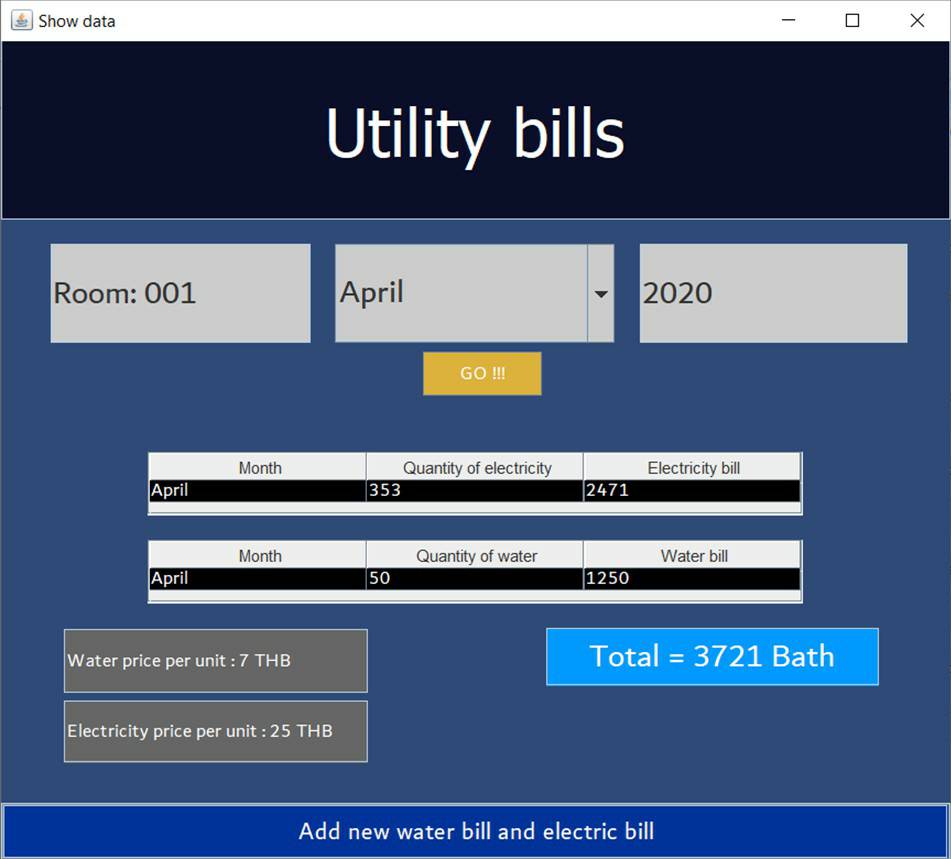 Show data
Utility bills
Room: 001 April 2020
GO !!!
Month Quantity of electricity Electricity bill
April 353 2471
Month Quantity of water Water bill
April 50 1250
Water price per unit : 7 THB
Total = 3721 Bath
Electricity price per unit : 25 THB
Add new water bill and electric bill